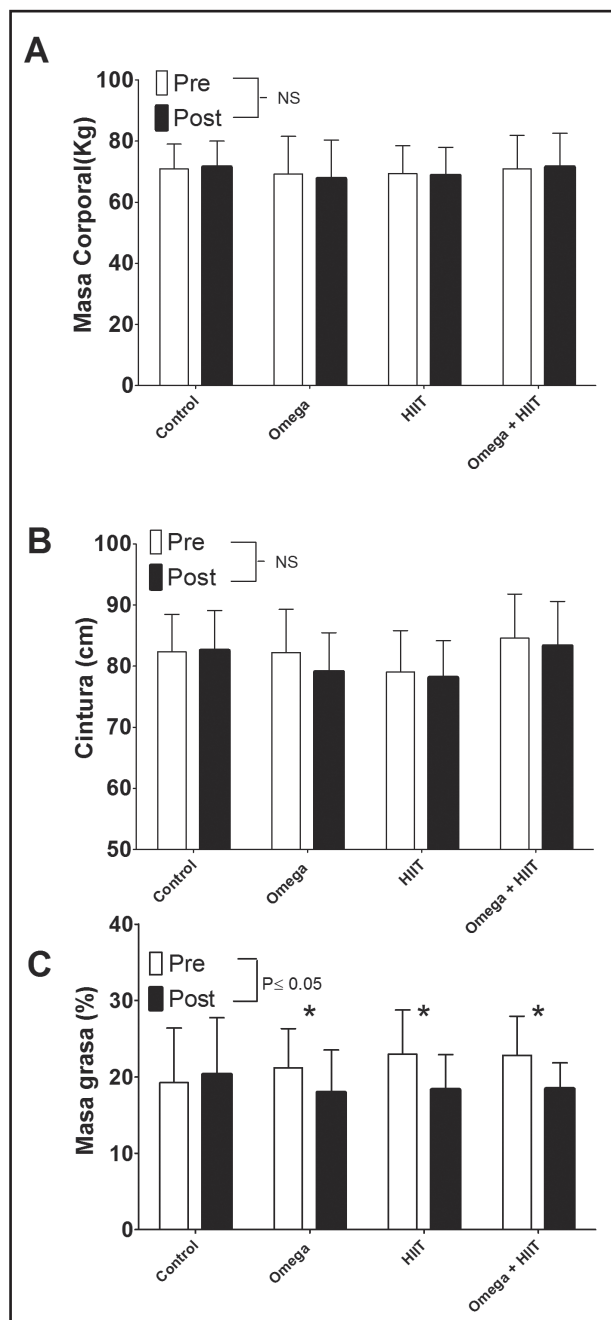 A
Pre
Post
NS
Masa Corporal(Kg)
100
80
60
40
20
0
Control
Omega
HIIT
Omega + HIIT
B
Pre
Post
NS
Cintura (cm)
100
90
80
70
60
50
Control
Omega
HIIT
Omega + HIIT
C
Pre
Post
P≤ 0.05
Masa grasa (%)
40
30
20
10
0
* * *
Control
Omega
HIIT
Omega + HIIT